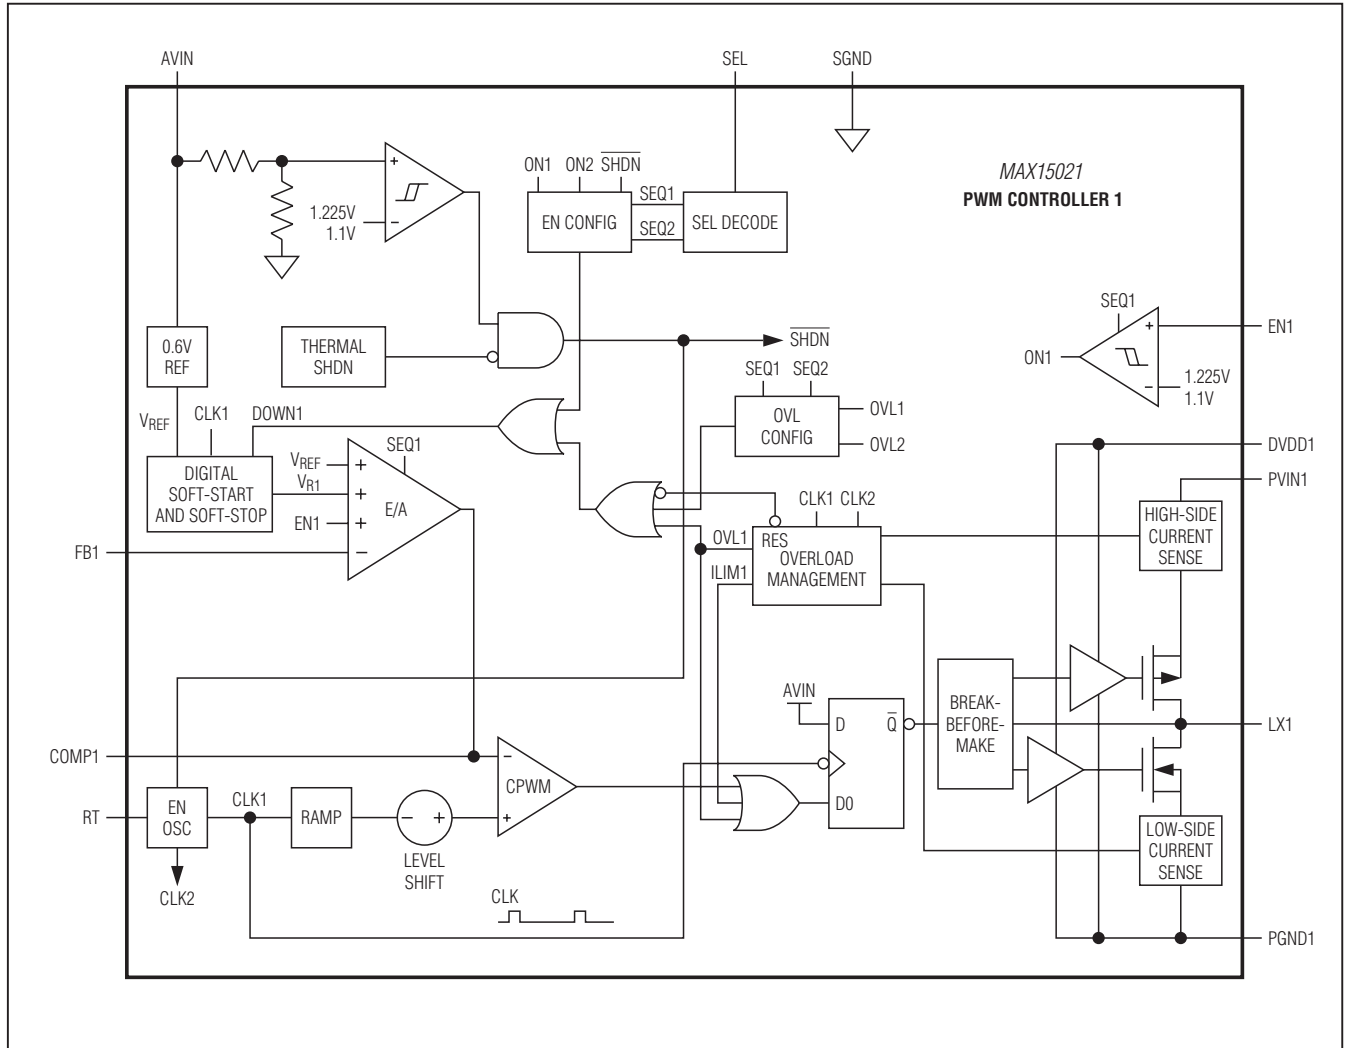 AVIN
SEL
SGND
ON1
ON2
SHDN
MAX15021
PWM CONTROLLER 1
+
1.225V
1.1V
−
EN CONFIG
SEQ1
SEQ2
SEL DECODE
SEQ1
+
EN1
ON1
1.225V
1.1V
−
0.6V
REF
THERMAL
SHDN
SHDN
SEQ1
SEQ2
OVL
CONFIG
OVL1
OVL2
VREF
CLK1
DOWN1
DIGITAL
SOFT-START
AND SOFT-STOP
VREF
VR1
EN1
+
+
+
−
SEQ1
E/A
FB1
DVDD1
PVIN1
HIGH-SIDE
CURRENT
SENSE
CLK1
CLK2
OVL1
ILIM1
RES
OVERLOAD
MANAGEMENT
AVIN
D
Q
D0
BREAK-
BEFORE-
MAKE
LX1
COMP1
−
CPWM
+
RT
EN
OSC
CLK1
RAMP
−
+
LEVEL
SHIFT
CLK2
CLK
LOW-SIDE
CURRENT
SENSE
PGND1